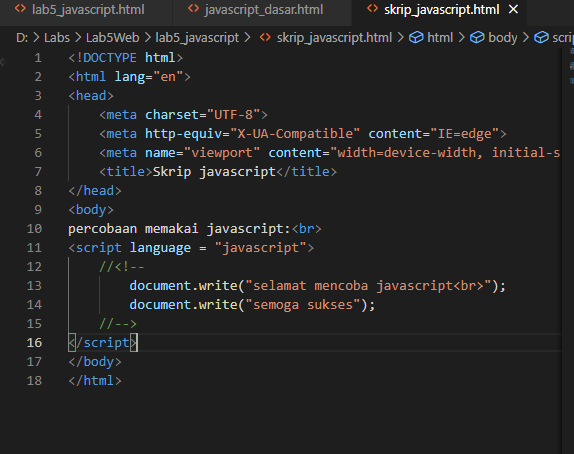 lab5_javascript.html javascript_dasar.html skrip_javascript.html
D: > Labs > Lab5Web > lab5_javascript > skrip_javascript.html > html > body > scrip
1 <!DOCTYPE html>
2 <html lang="en">
3 <head>
4 <meta charset="UTF-8">
5 <meta http-equiv="X-UA-Compatible" content="IE=edge">
6 <meta name="viewport" content="width=device-width, initial-s
7 <title>Skrip javascript</title>
8 </head>
9 <body>
10 percobaan memakai javascript:<br>
11 <script language = "javascript">
12 //<!--
13 document.write("selamat mencoba javascript<br>");
14 document.write("semoga sukses");
15 //-->
16 </script>
17 </body>
18 </html>